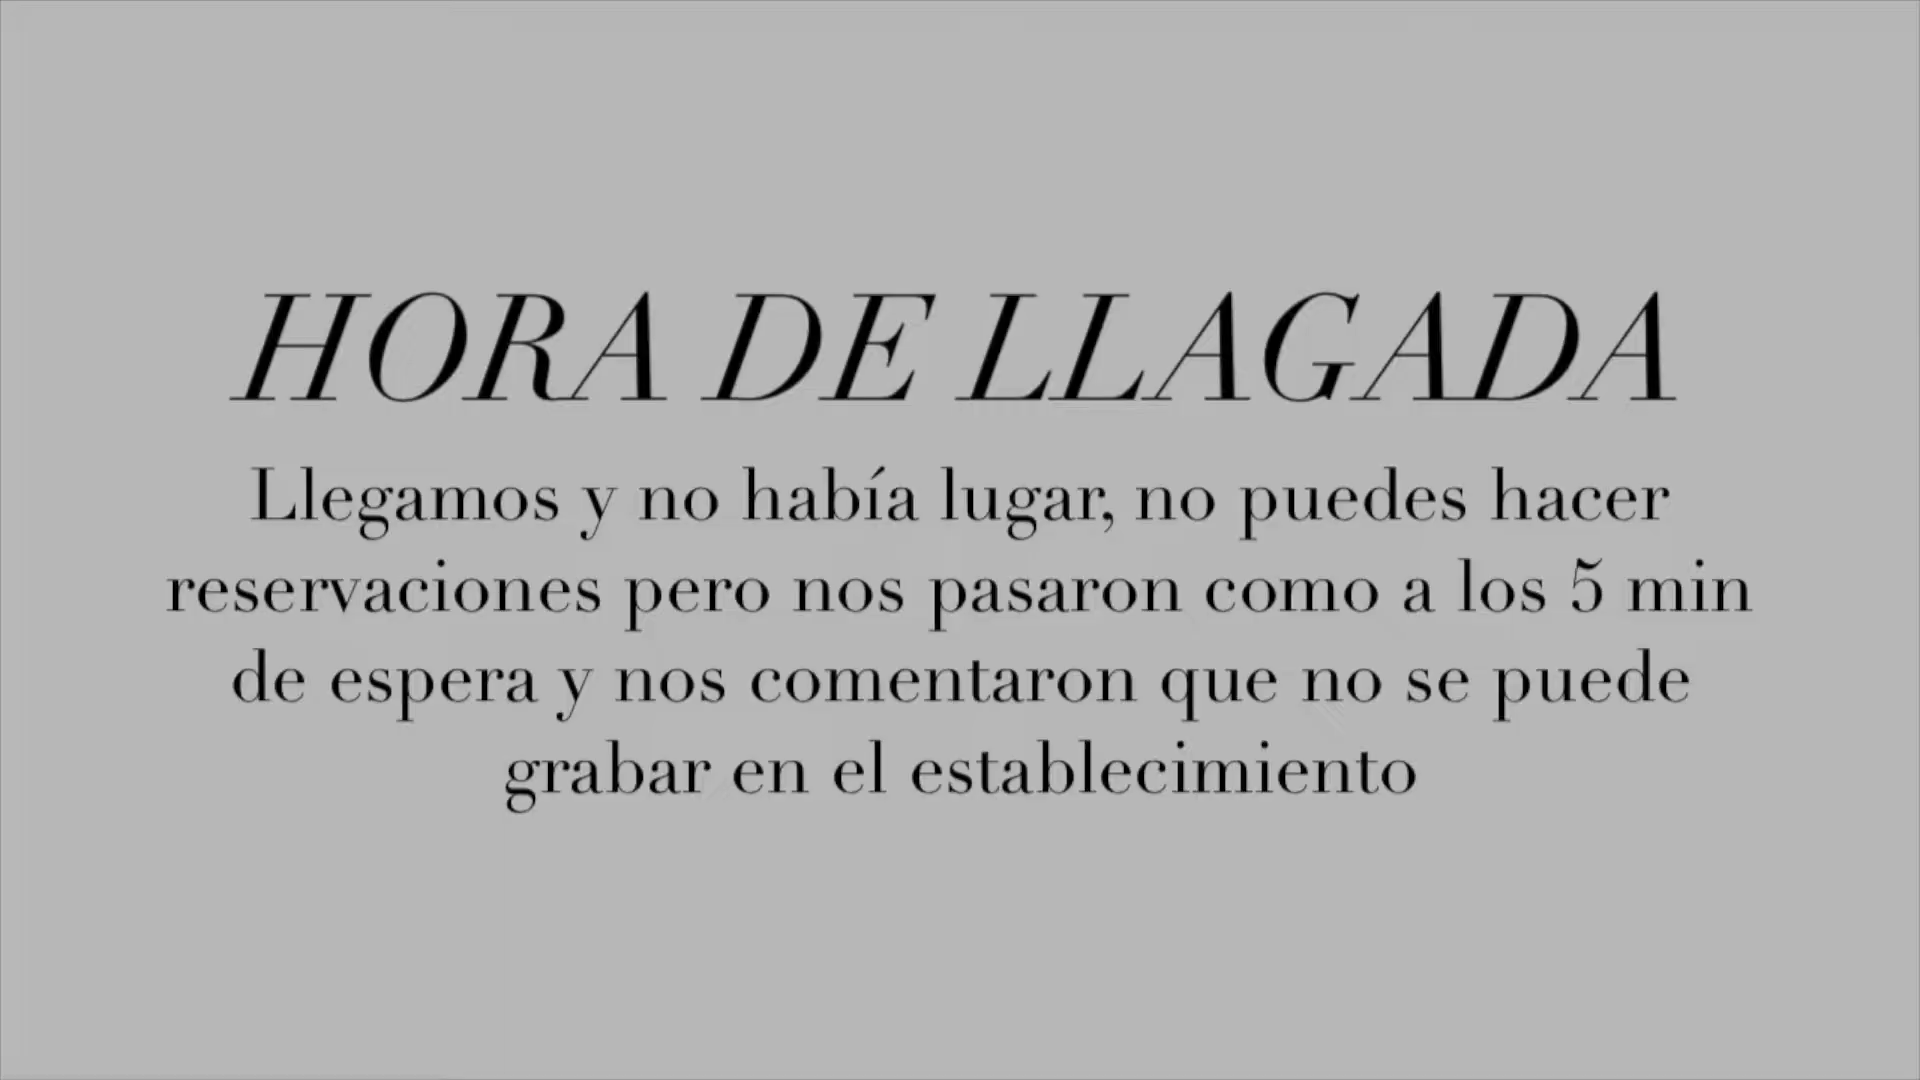 HORA DE LLAGADA
Llegamos y no había lugar, no puedes hacer
reservaciones pero nos pasaron como a los 5 min
de espera y nos comentaron que no se puede
grabar en el establecimiento